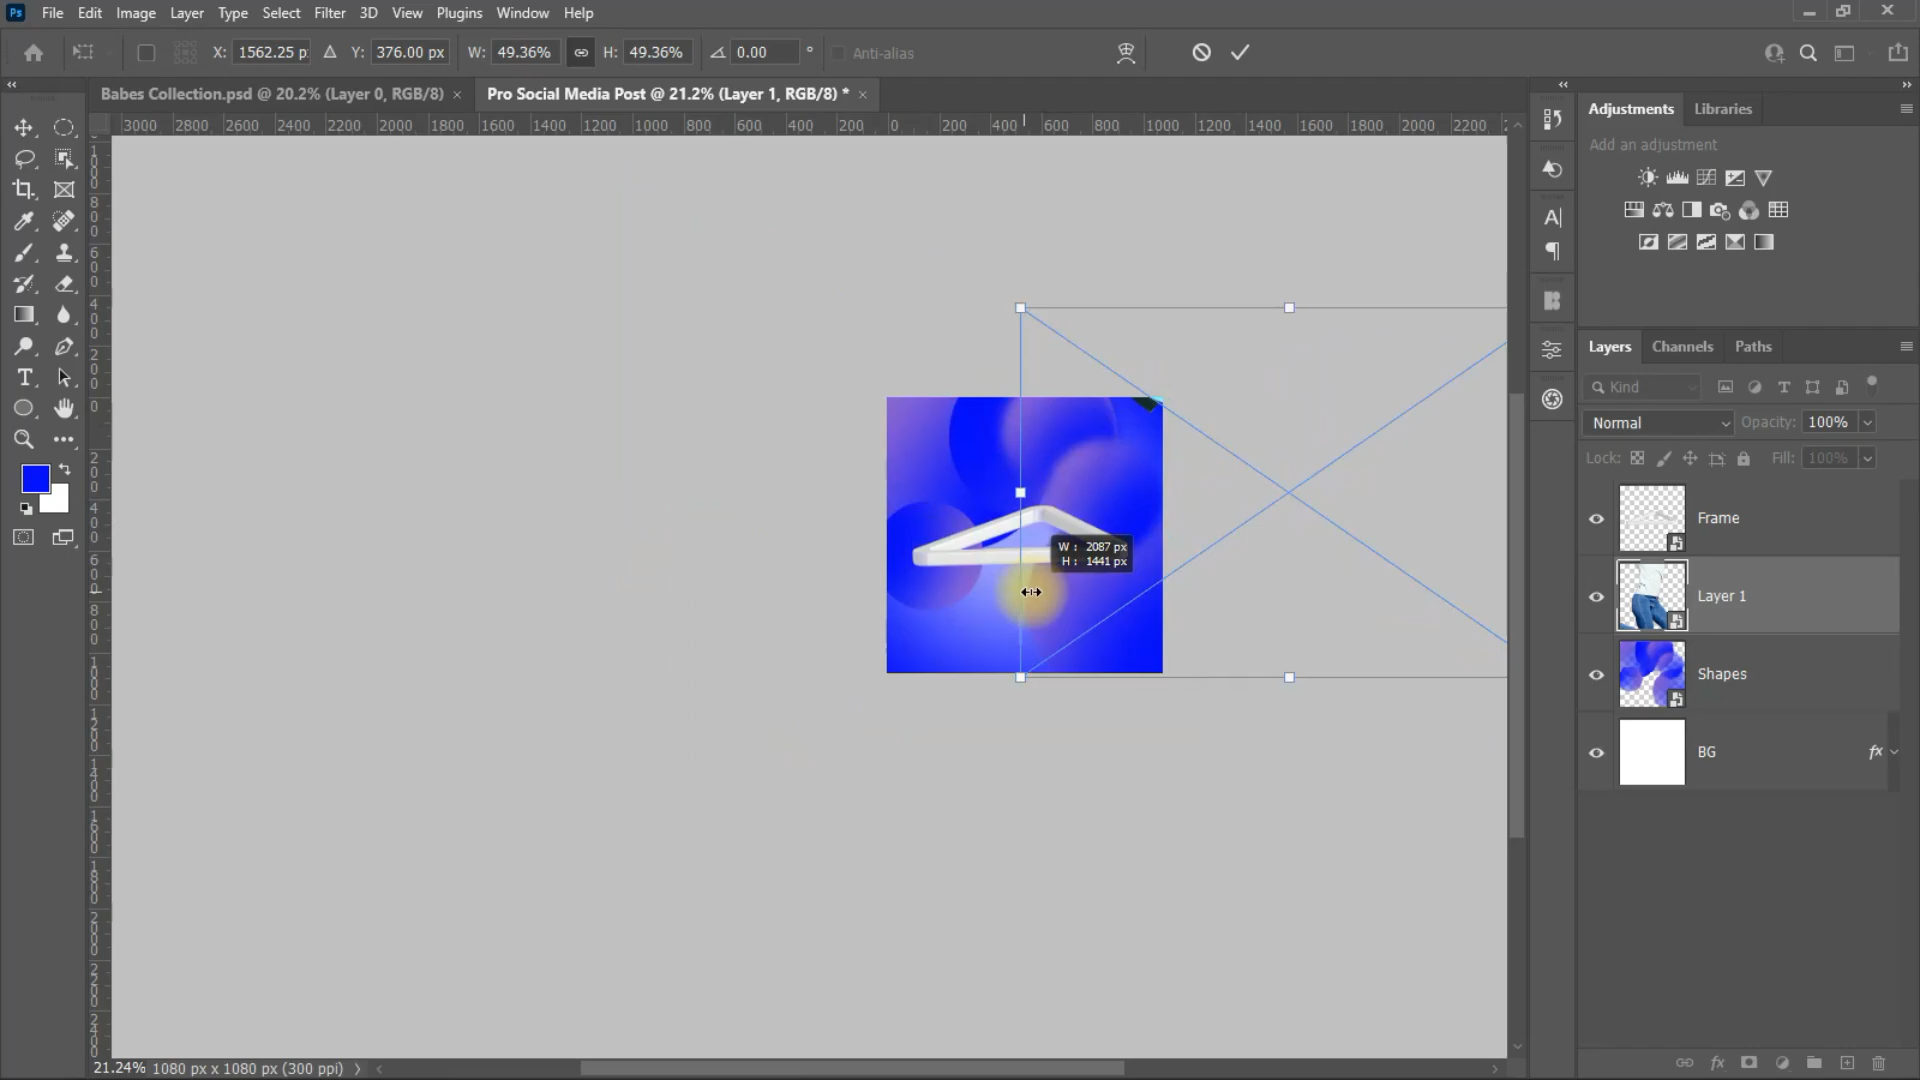 Ps File Edit Image Layer Type Select Filter 3D View Plugins Window Help
X: 1562.25 p Y: 376.00 px W: 49.36% H: 49.36% 0.00 ° Anti-alias
Babes Collection.psd @ 20.2% (Layer 0, RGB/8) × Pro Social Media Post @ 21.2% (Layer 1, RGB/8) * ×
3000 2800 2600 2400 2200 2000 1800 1600 1400 1200 1000 800 600 400 200 0 200 400 600 800 1000 1200 1400 1600 1800 2000 2200
Adjustments Libraries
Add an adjustment
Layers Channels Paths
Kind
Normal Opacity: 100%
Lock: Fill: 100%
Frame
Layer 1
Shapes
BG fx
W : 2087 px
H : 1441 px
21.24% 1080 px x 1080 px (300 ppi)